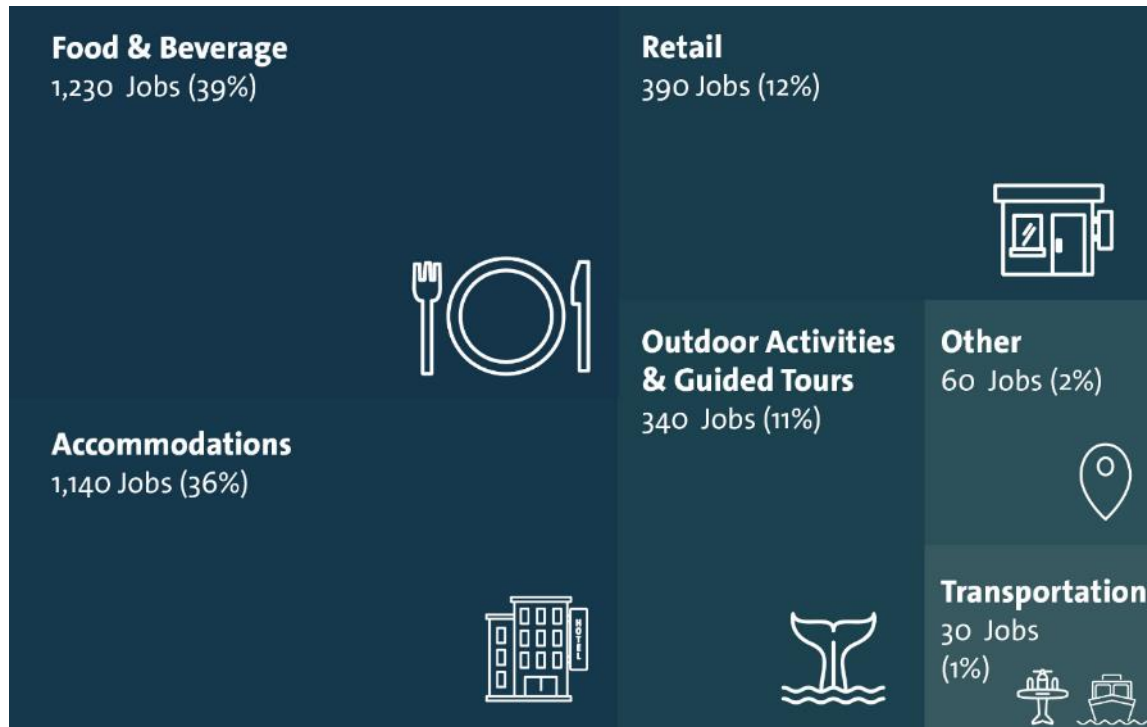 Food & Beverage
1,230 Jobs (39%)
Retail
390 Jobs (12%)
Accommodations
1,140 Jobs (36%)
HOTEL
Outdoor Activities
& Guided Tours
340 Jobs (11%)
Other
60 Jobs (2%)
Transportation
30 Jobs
(1%)